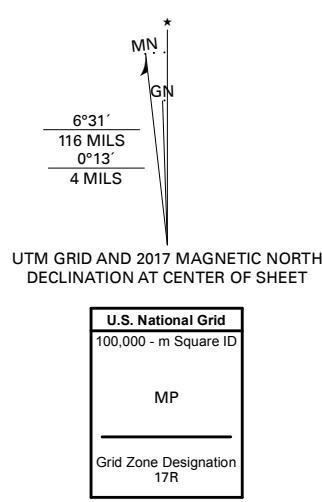 MN
GN
6°31´
116 MILS
0°13´
4 MILS
UTM GRID AND 2017 MAGNETIC NORTH
DECLINATION AT CENTER OF SHEET
U.S. National Grid
100,000 - m Square ID
MP
Grid Zone Designation
17R